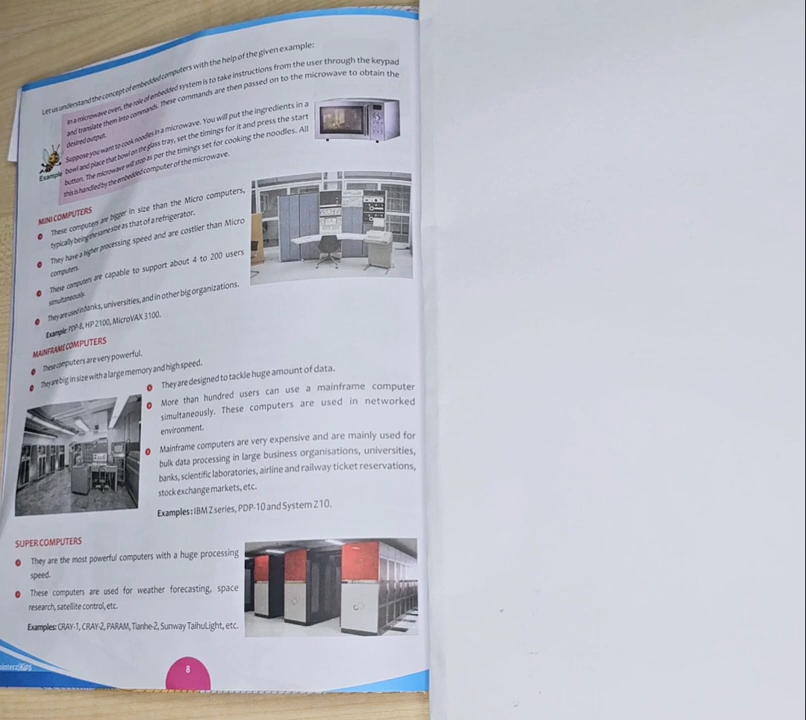 Let us understand the concept of embedded computers with the help of the given example:
In a microwave oven, the role of embedded system is to take instructions from the user through the keypad
and translate them into commands. These commands are then passed on to the microwave to obtain the
desired output.
Suppose you want to cook noodles in a microwave. You will put the ingredients in a
bowl and place that bowl on the glass tray, set the timings for it and press the start
button. The microwave will stop as per the timings set for cooking the noodles. All
this is handled by the embedded computer of the microwave.
Example
MINI COMPUTERS
These computers are bigger in size than the Micro computers,
typically being the same size as that of a refrigerator.
They have a higher processing speed and are costlier than Micro
computers.
These computers are capable to support about 4 to 200 users
simultaneously.
They are used in banks, universities, and in other big organizations.
Example: PDP-8, HP 2100, MicroVAX 3100.
MAINFRAME COMPUTERS
These computers are very powerful.
They are big in size with a large memory and high speed.
They are designed to tackle huge amount of data.
More than hundred users can use a mainframe computer
simultaneously. These computers are used in networked
environment.
Mainframe computers are very expensive and are mainly used for
bulk data processing in large business organisations, universities,
banks, scientific laboratories, airline and railway ticket reservations,
stock exchange markets, etc.
Examples: IBM Z series, PDP-10 and System Z10.
SUPER COMPUTERS
They are the most powerful computers with a huge processing
speed.
These computers are used for weather forecasting, space
research, satellite control, etc.
Examples: CRAY-1, CRAY-2, PARAM, Tianhe-2, Sunway TaihuLight, etc.
8